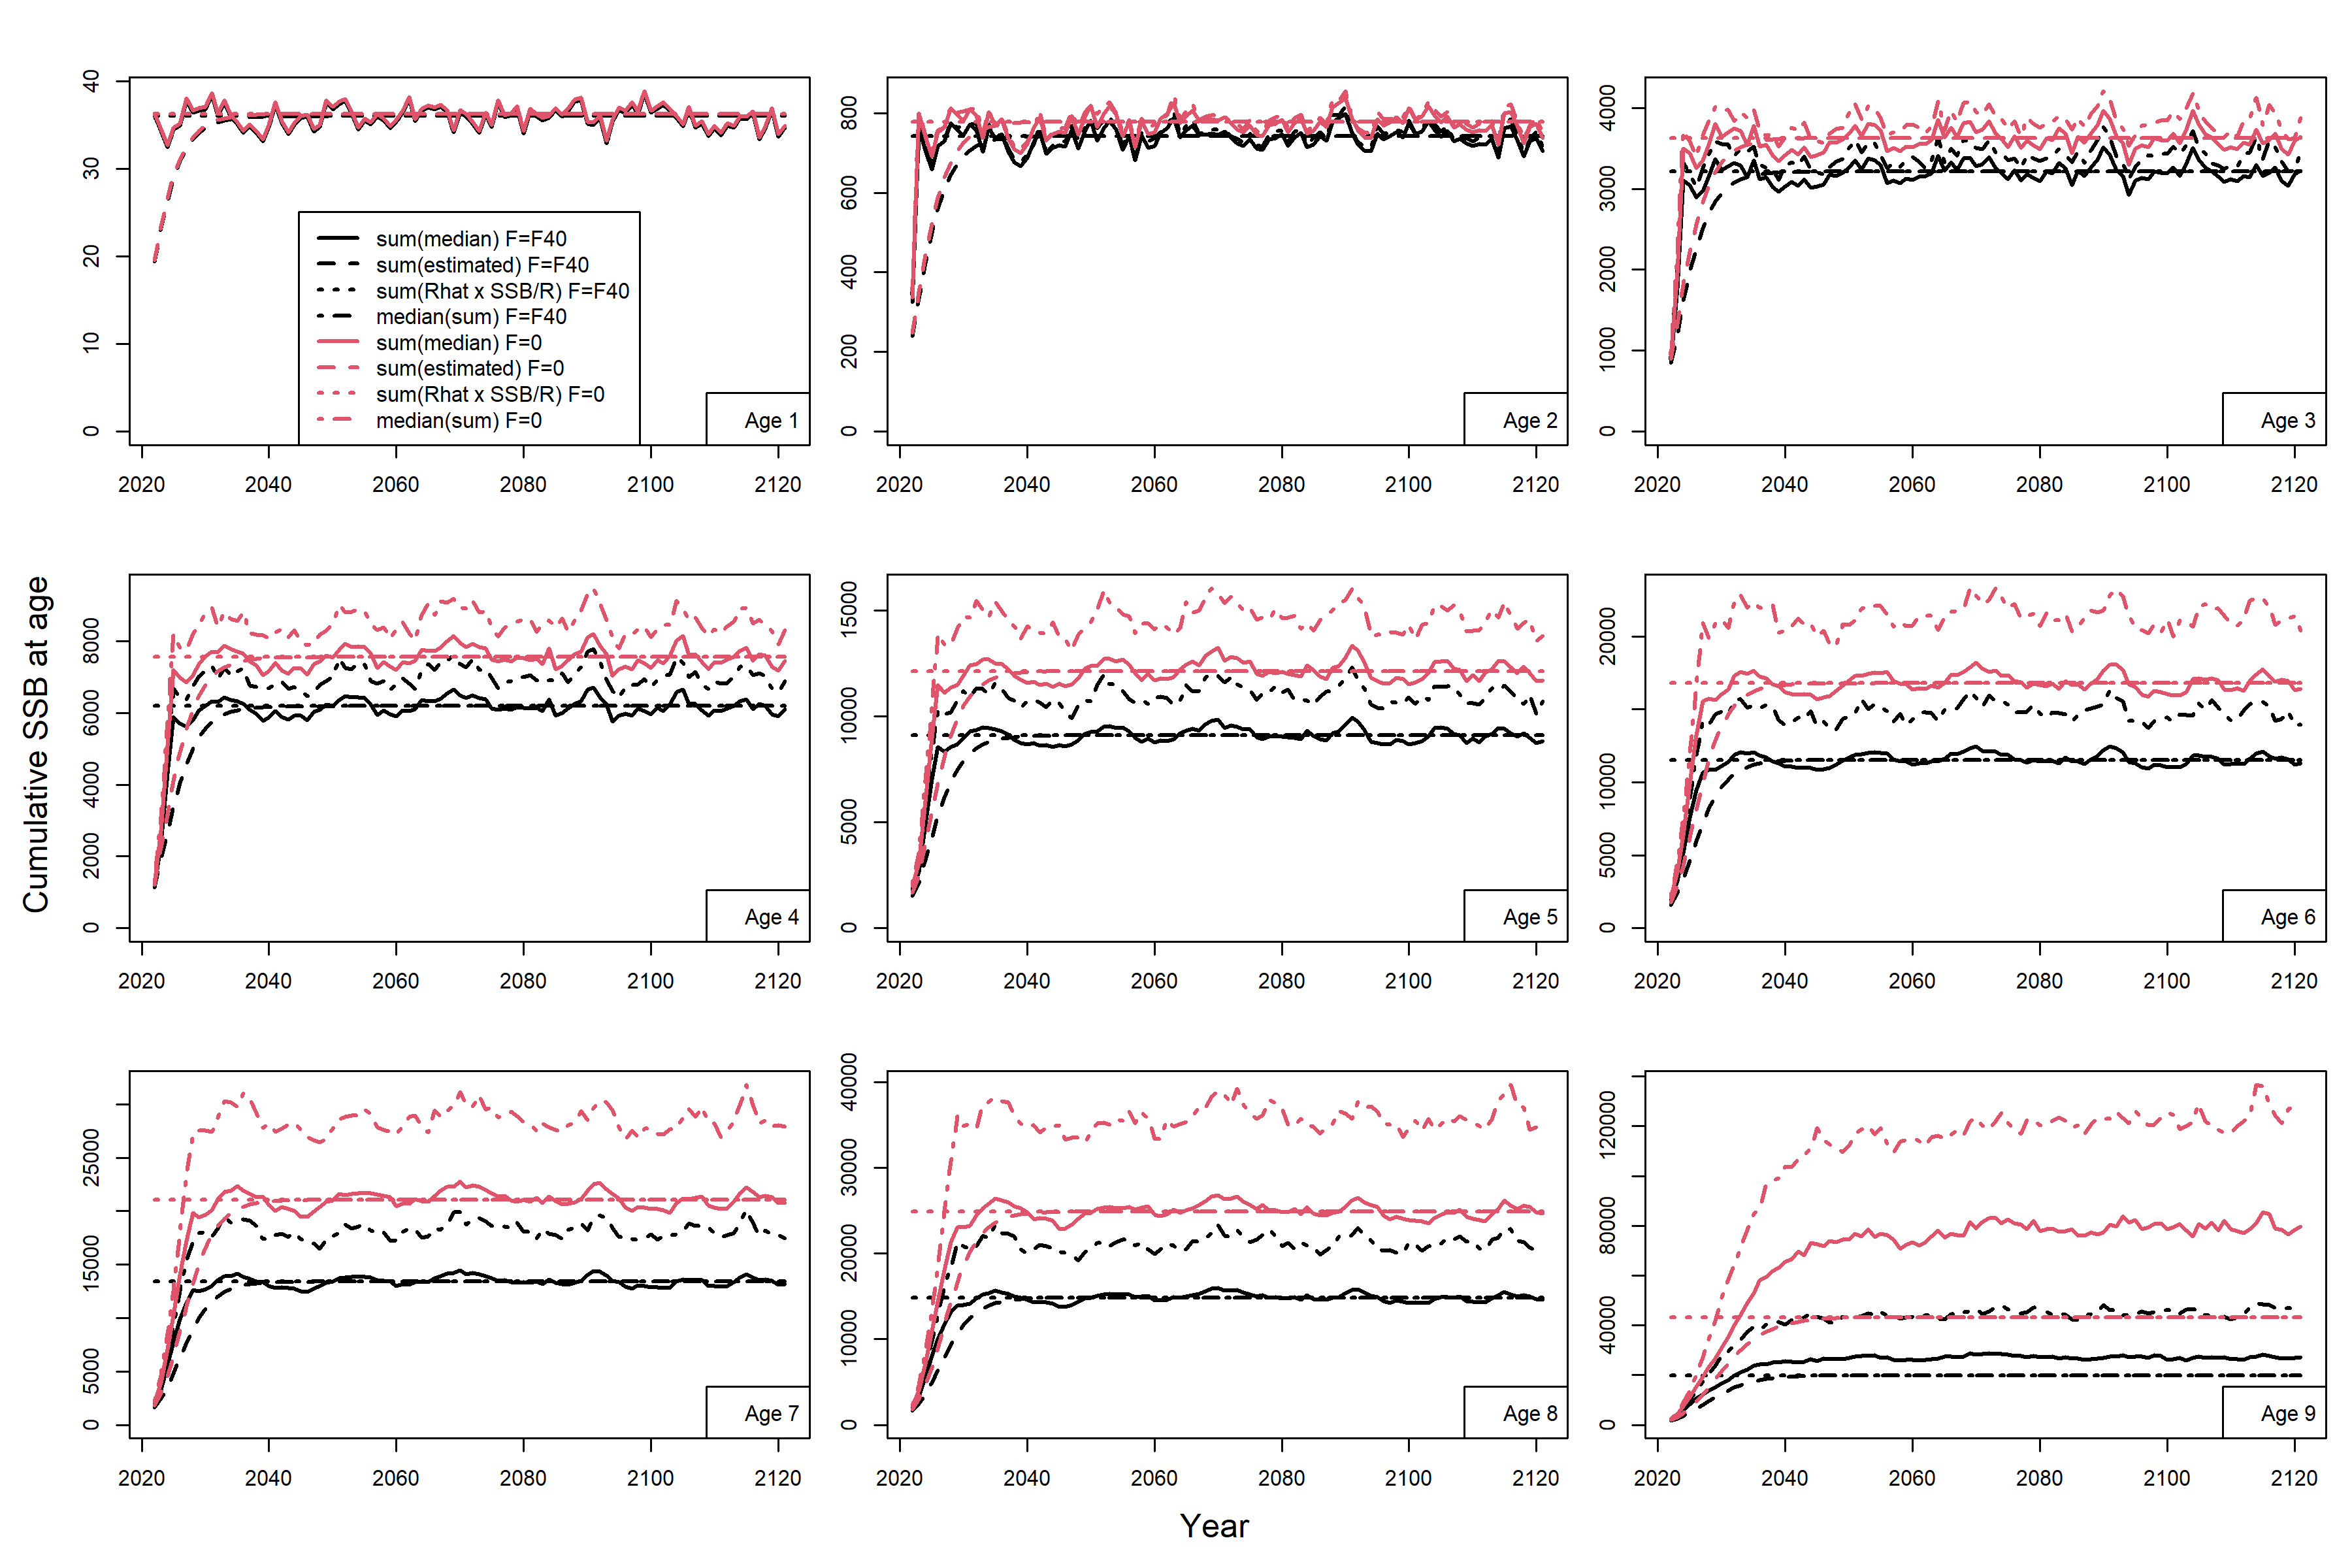 Cumulative SSB at age
40
30
20
10
0
sum(median) F=F40
sum(estimated) F=F40
sum(Rhat x SSB/R) F=F40
median(sum) F=F40
sum(median) F=0
sum(estimated) F=0
sum(Rhat x SSB/R) F=0
median(sum) F=0
Age 1
2020 2040 2060 2080 2100 2120
800
600
400
200
0
Age 2
2020 2040 2060 2080 2100 2120
4000
3000
2000
1000
0
Age 3
2020 2040 2060 2080 2100 2120
8000
6000
4000
2000
0
Age 4
2020 2040 2060 2080 2100 2120
15000
10000
5000
0
Age 5
2020 2040 2060 2080 2100 2120
20000
10000
5000
0
Age 6
2020 2040 2060 2080 2100 2120
25000
15000
5000
0
Age 7
2020 2040 2060 2080 2100 2120
40000
30000
20000
10000
0
Age 8
2020 2040 2060 2080 2100 2120
120000
80000
40000
0
Age 9
2020 2040 2060 2080 2100 2120
Year